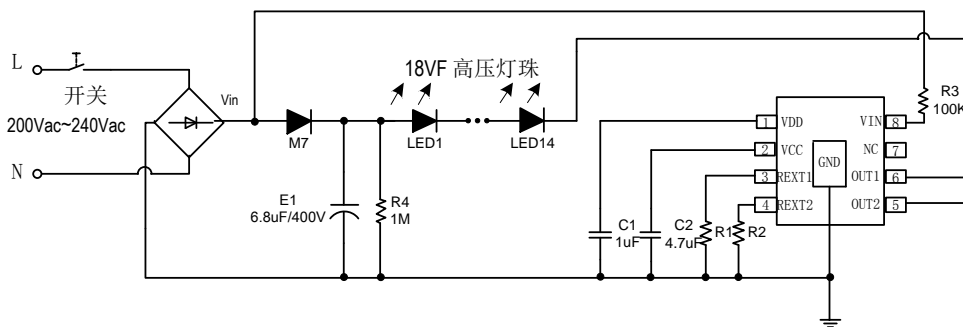 L
开关
200Vac~240Vac
N
Vin
M7
18VF 高压灯珠
LED1
LED14
E1
6.8uF/400V
R4
1M
C1
1uF
C2
4.7uF
R1
R2
R3
100K
1
VDD
2
VCC
3
REXT1
4
REXT2
GND
VIN
8
NC
7
OUT1
6
OUT2
5